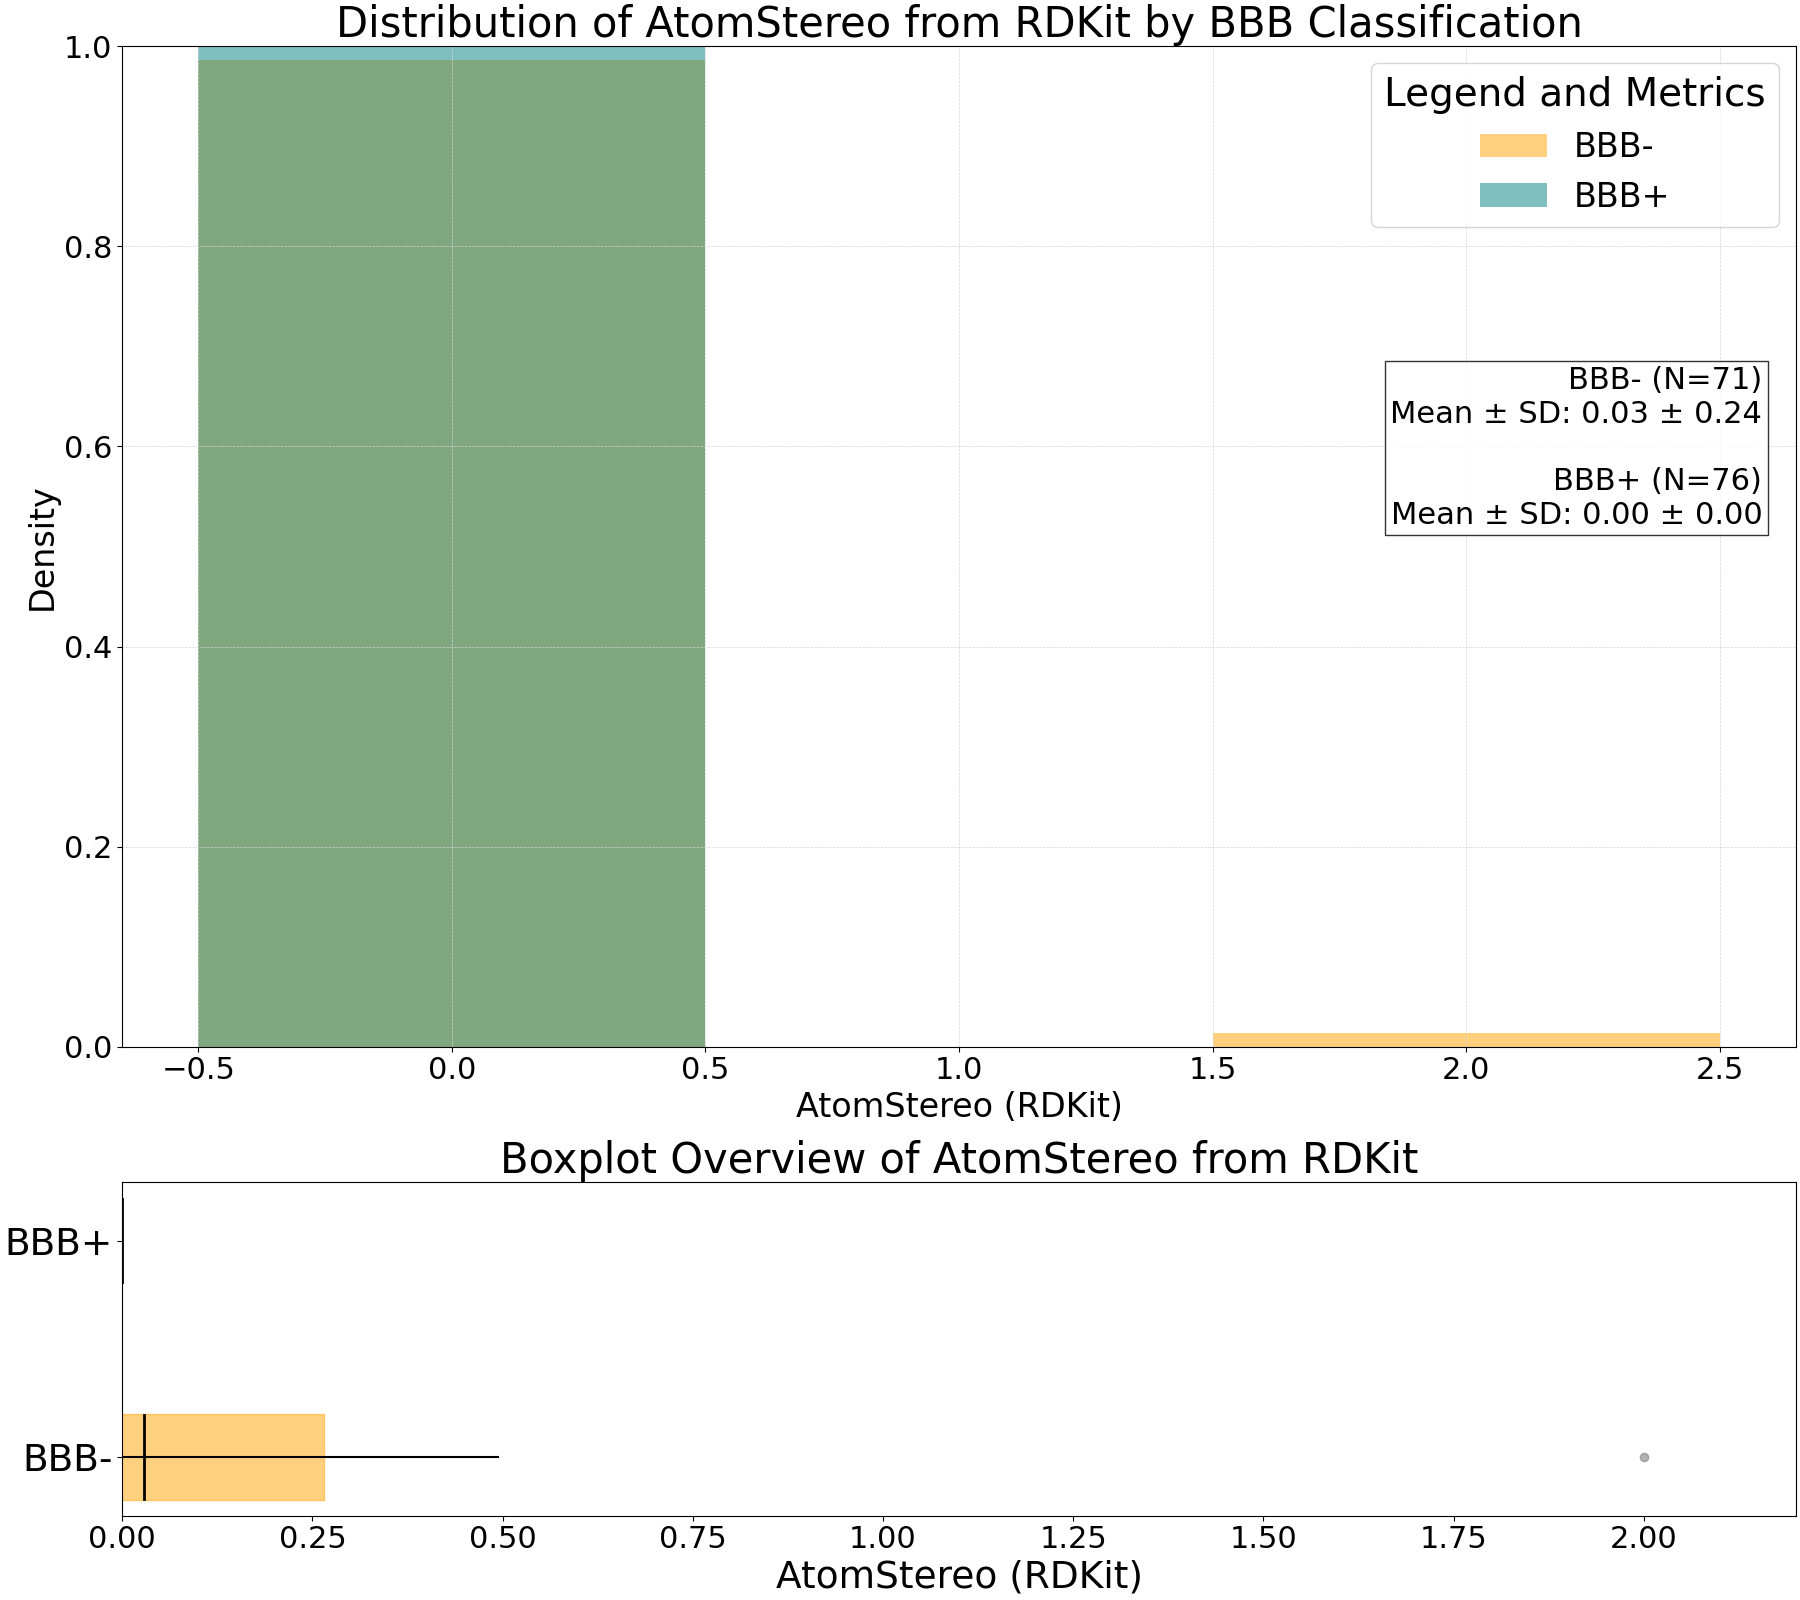 Distribution of AtomStereo from RDKit by BBB Classification
1.0
0.8
0.6
0.4
0.2
0.0
Density
Legend and Metrics
BBB-
BBB+
BBB- (N=71)
Mean ± SD: 0.03 ± 0.24
BBB+ (N=76)
Mean ± SD: 0.00 ± 0.00
−0.5 0.0 0.5 1.0 1.5 2.0 2.5
AtomStereo (RDKit)
Boxplot Overview of AtomStereo from RDKit
BBB+
BBB-
0.00 0.25 0.50 0.75 1.00 1.25 1.50 1.75 2.00
AtomStereo (RDKit)